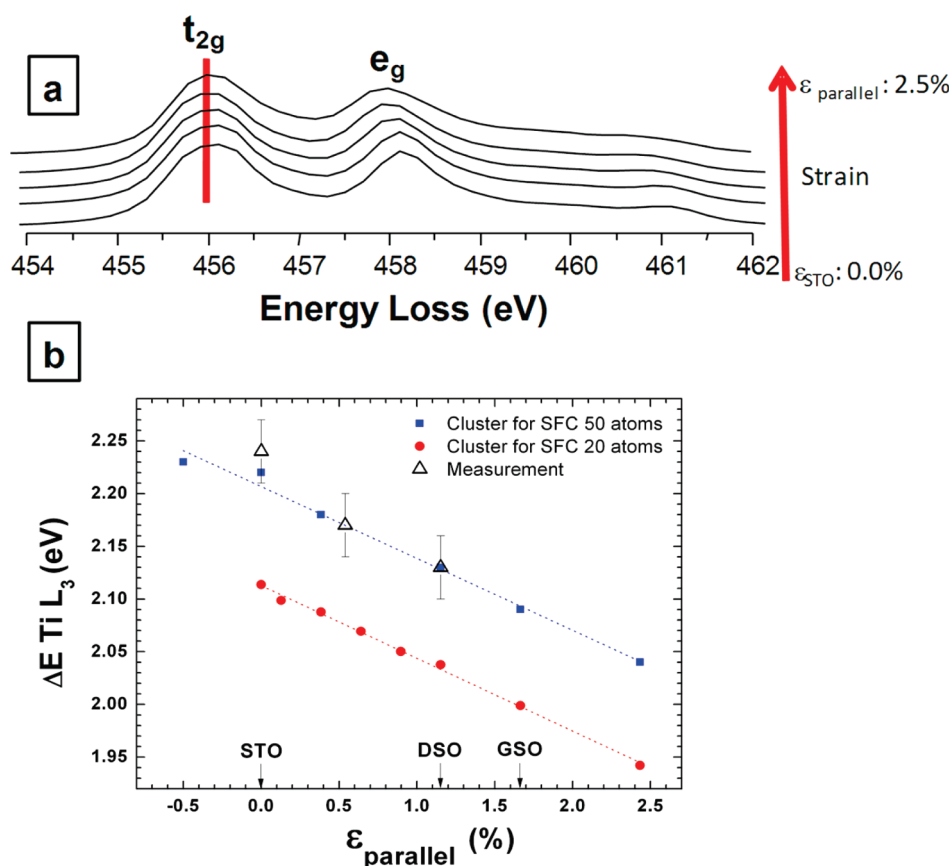 a
t2g
eg
ε parallel: 2.5%
Strain
εSTO: 0.0%
454 455 456 457 458 459 460 461 462
Energy Loss (eV)
b
Cluster for SFC 50 atoms
Cluster for SFC 20 atoms
Measurement
2.25
2.20
2.15
2.10
2.05
2.00
1.95
ΔE Ti L3 (eV)
STO DSO GSO
-0.5 0.0 0.5 1.0 1.5 2.0 2.5
εparallel (%)